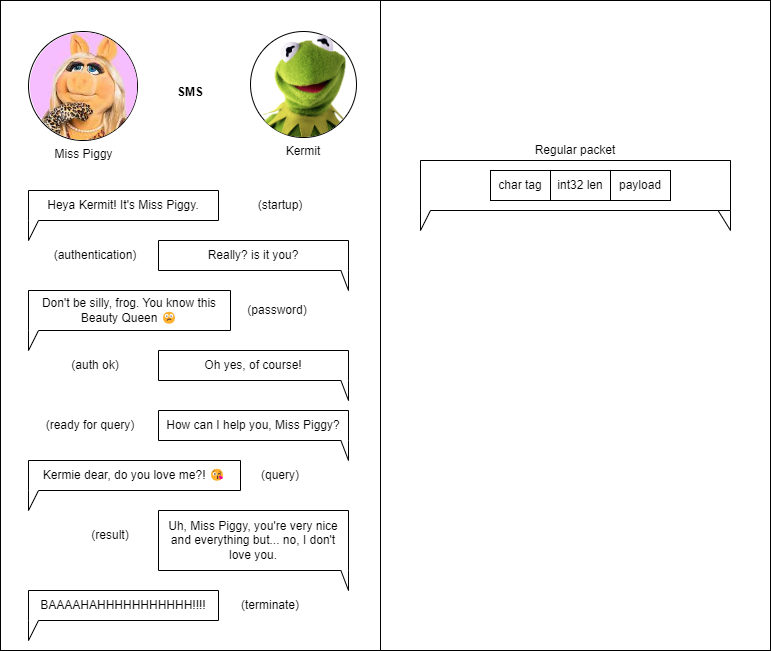 SMS
Miss Piggy
Kermit
Heya Kermit! It's Miss Piggy.
(startup)
(authentication)
Really? is it you?
Don't be silly, frog. You know this
Beauty Queen 😩
(password)
(auth ok)
Oh yes, of course!
(ready for query)
How can I help you, Miss Piggy?
Kermie dear, do you love me?! 😘
(query)
(result)
Uh, Miss Piggy, you're very nice
and everything but... no, I don't
love you.
BAAAAHAHHHHHHHHHHH!!!!
(terminate)
Regular packet
char tag
int32 len
payload